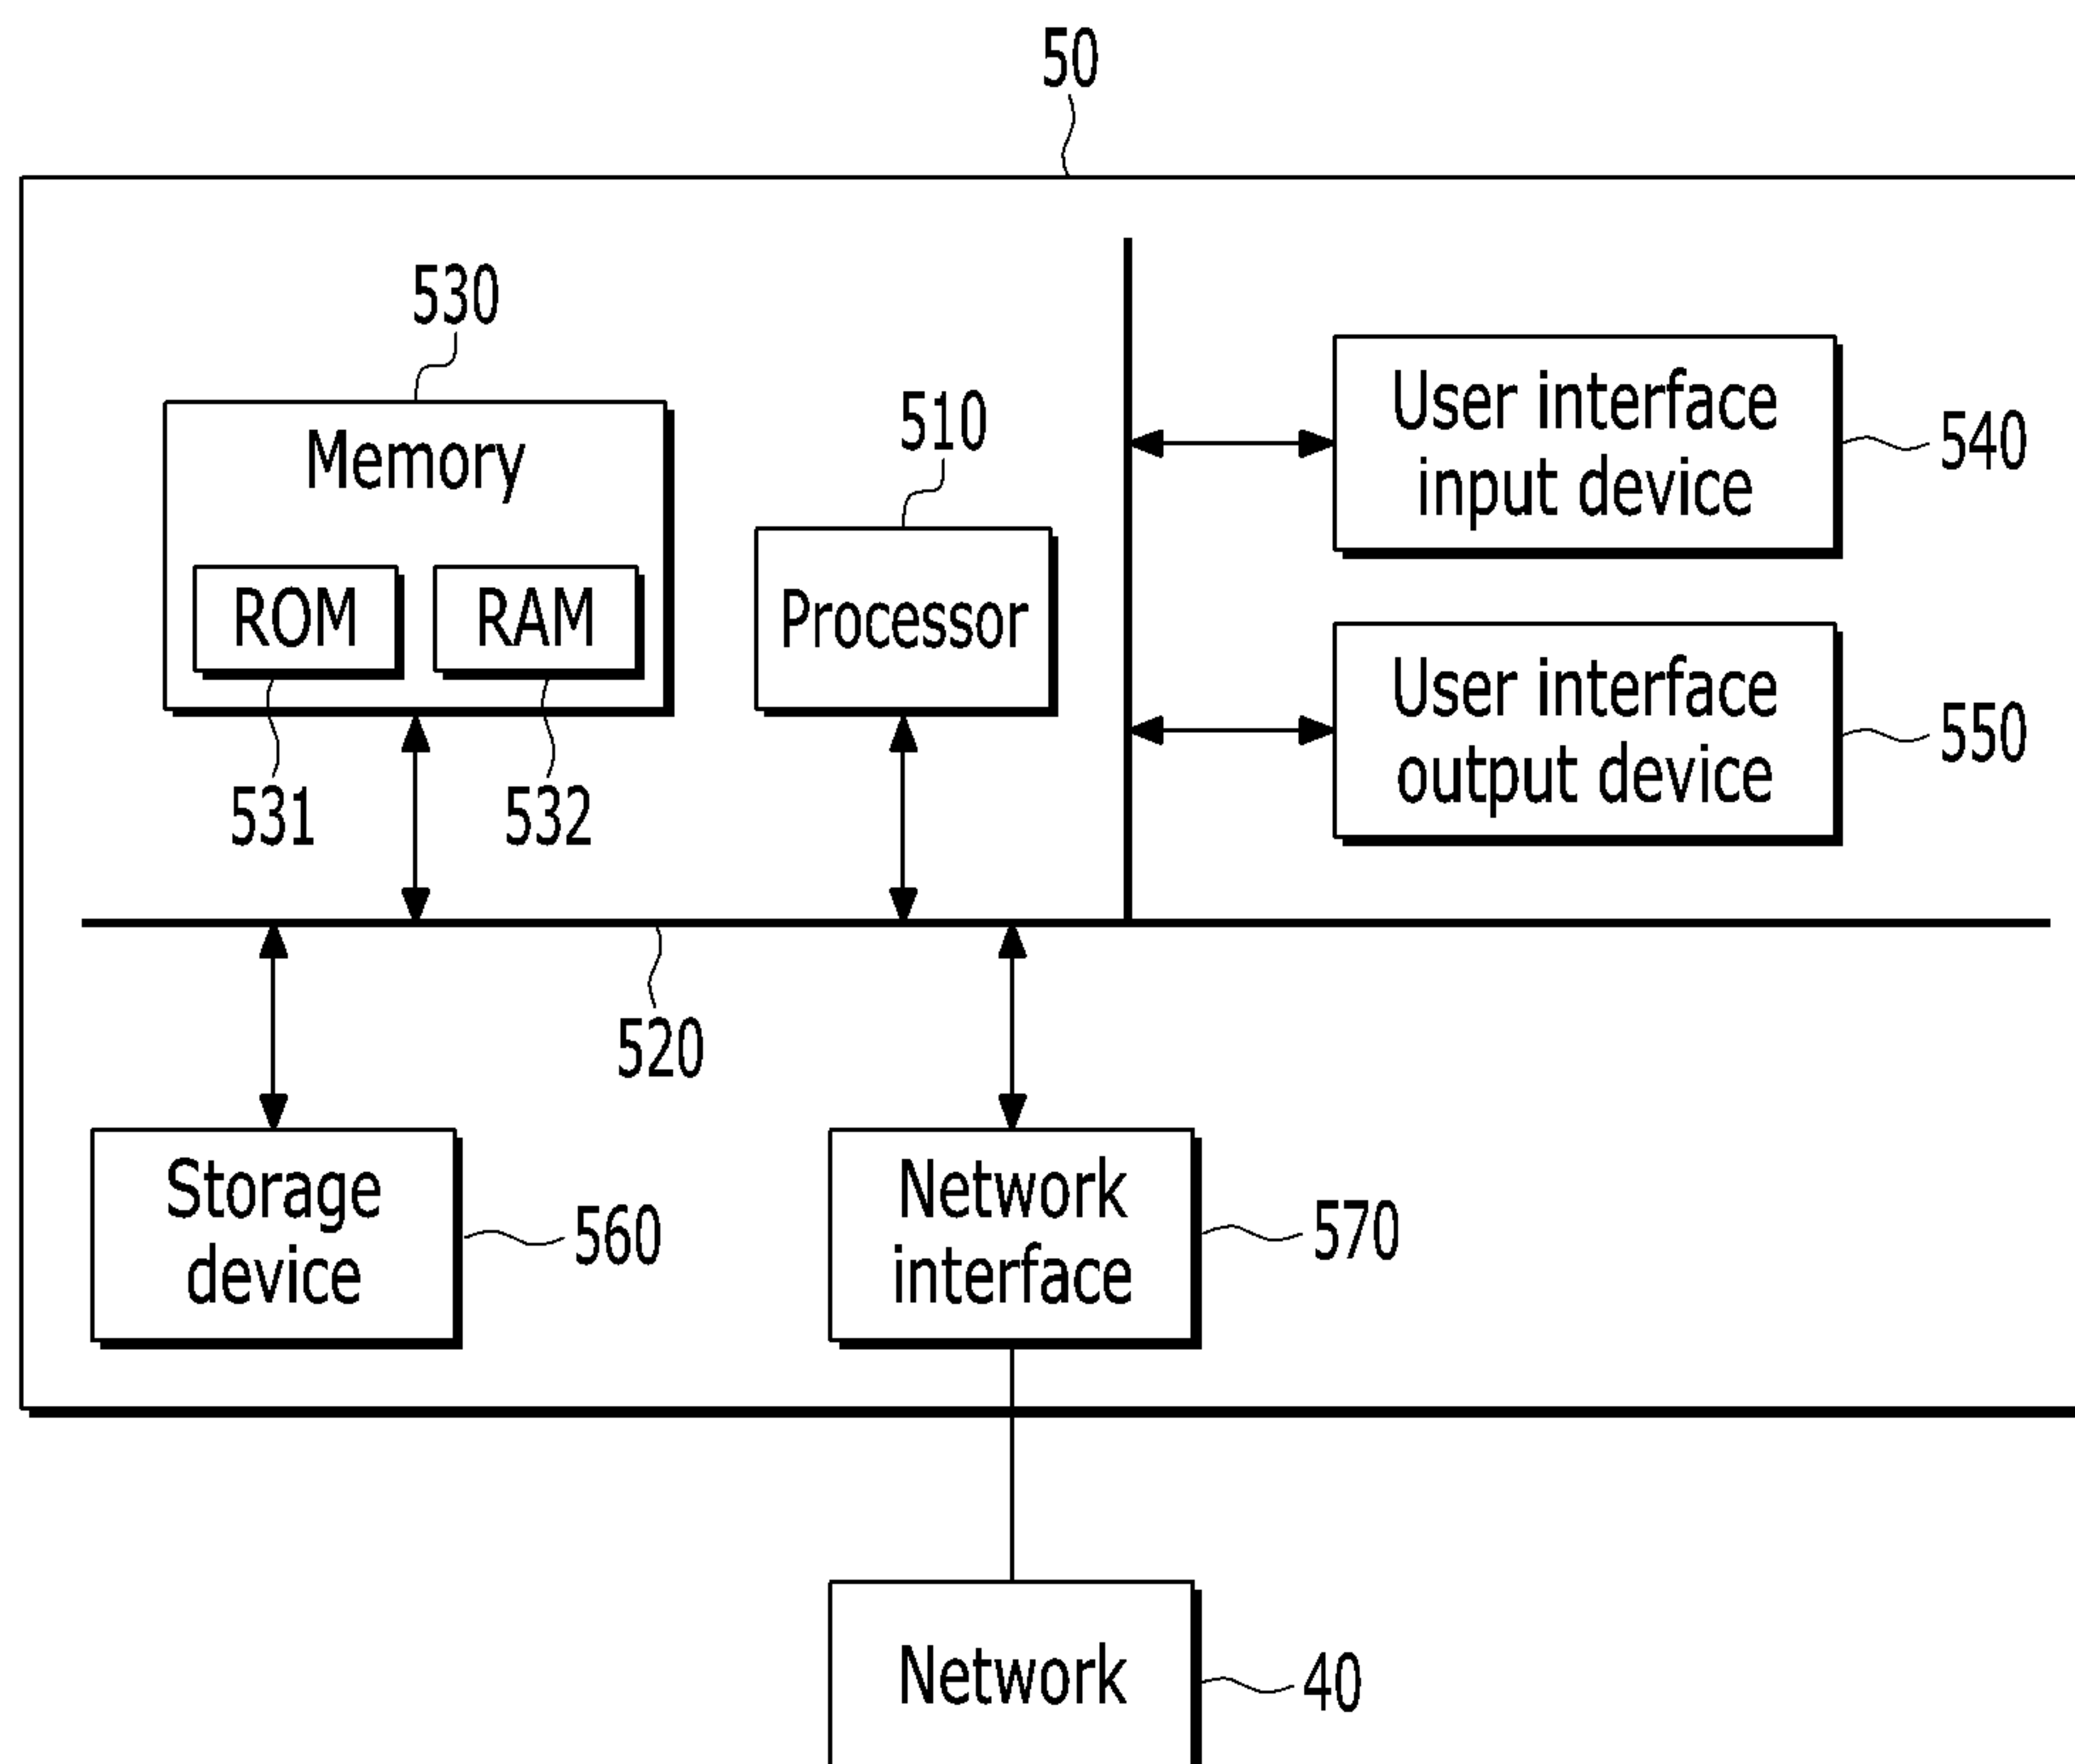 50
530
Memory
ROM
RAM
531
532
510
Processor
User interface
input device
540
User interface
output device
550
520
Storage
device
560
Network
interface
570
Network
40